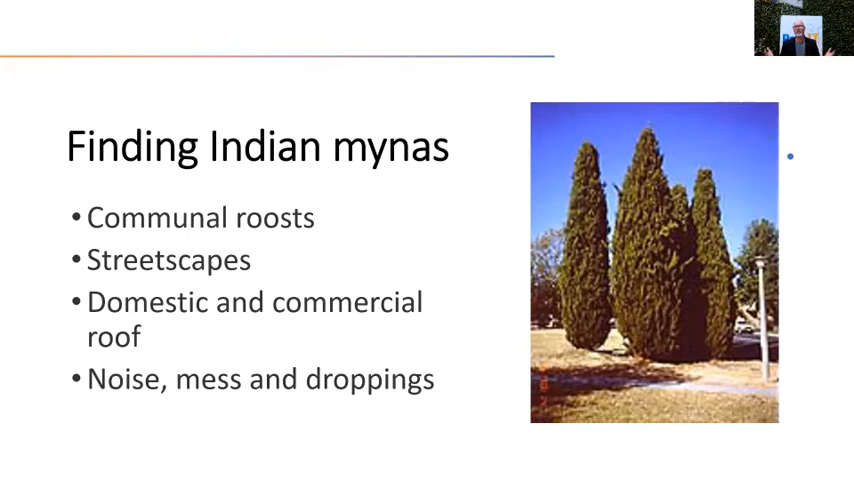 Finding Indian mynas
• Communal roosts
• Streetscapes
• Domestic and commercial
roof
• Noise, mess and droppings